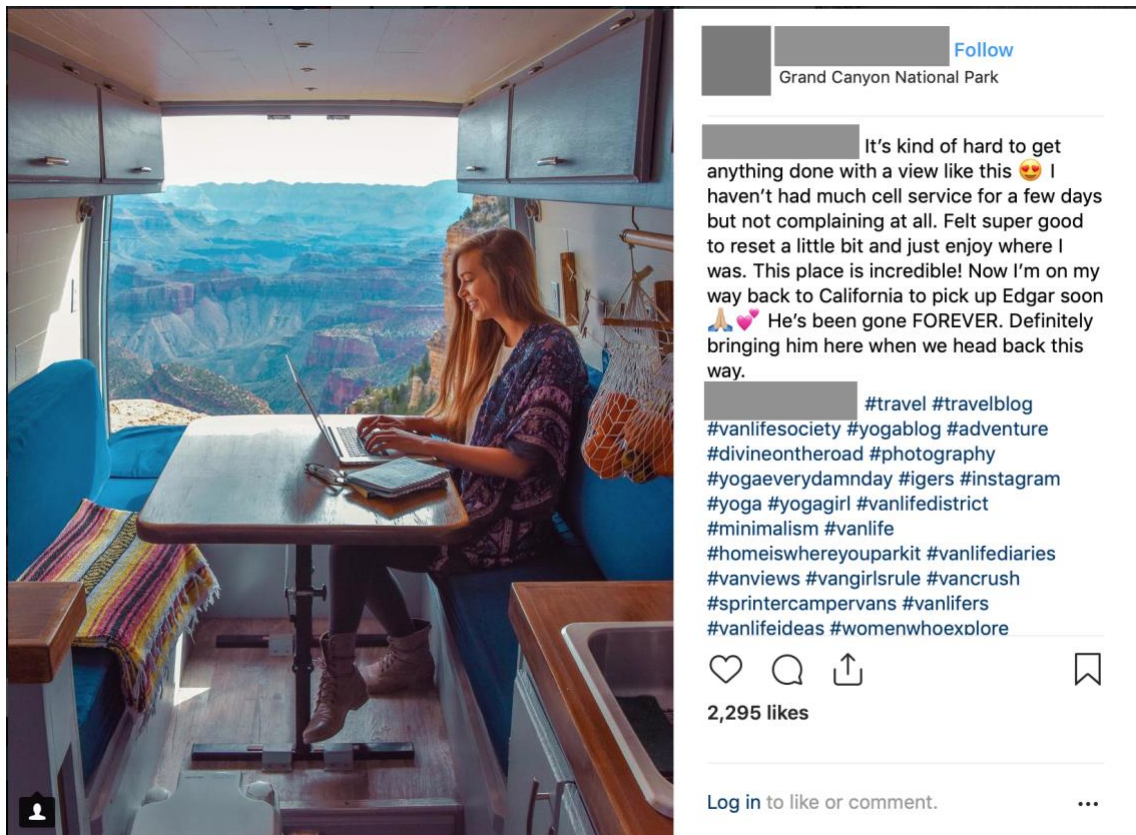 Follow
Grand Canyon National Park
It’s kind of hard to get
anything done with a view like this 😍 I
haven’t had much cell service for a few days
but not complaining at all. Felt super good
to reset a little bit and just enjoy where I
was. This place is incredible! Now I’m on my
way back to California to pick up Edgar soon
🙏🏼💕 He’s been gone FOREVER. Definitely
bringing him here when we head back this
way.
#travel #travelblog
#vanlifesociety #yogablog #adventure
#divineontheroad #photography
#yogaeverydamnday #igers #instagram
#yoga #yogagirl #vanlifedistrict
#minimalism #vanlife
#homeiswhereyouparkit #vanlifediaries
#vanviews #vangirlsrule #vancrush
#sprintercampervans #vanlifers
#vanlifeideas #womenwhoexplore
2,295 likes
Log in to like or comment.